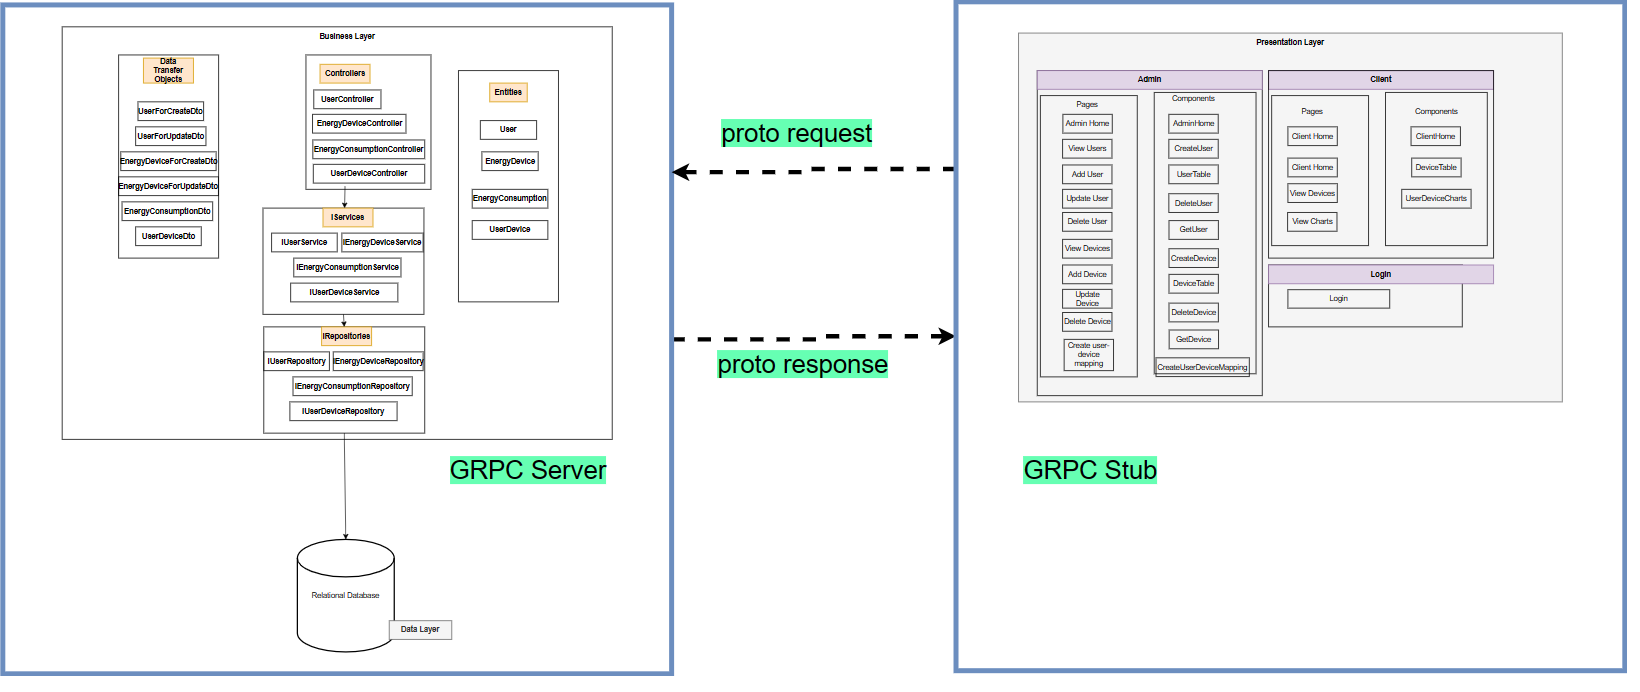 Business Layer
Data
Transfer
Objects
UserForCreateDto
UserForUpdateDto
EnergyDeviceForCreateDto
EnergyDeviceForUpdateDto
EnergyConsumptionDto
UserDeviceDto
Controllers
UserController
EnergyDeviceController
EnergyConsumptionController
UserDeviceController
Entities
User
EnergyDevice
EnergyConsumption
UserDevice
IServices
IUserService
IEnergyDeviceService
IEnergyConsumptionService
IUserDeviceService
IRepositories
IUserRepository
IEnergyDeviceRepository
IEnergyConsumptionRepository
IUserDeviceRepository
GRPC Server
Relational Database
Data Layer
proto request
proto response
Presentation Layer
Admin
Pages
Admin Home
View Users
Add User
Update User
Delete User
View Devices
Add Device
Update
Device
Delete Device
Create user-
device
mapping
Components
AdminHome
CreateUser
UserTable
DeleteUser
GetUser
CreateDevice
DeviceTable
DeleteDevice
GetDevice
CreateUserDeviceMapping
Client
Pages
Client Home
Client Home
View Devices
View Charts
Components
ClientHome
DeviceTable
UserDeviceCharts
Login
Login
GRPC Stub